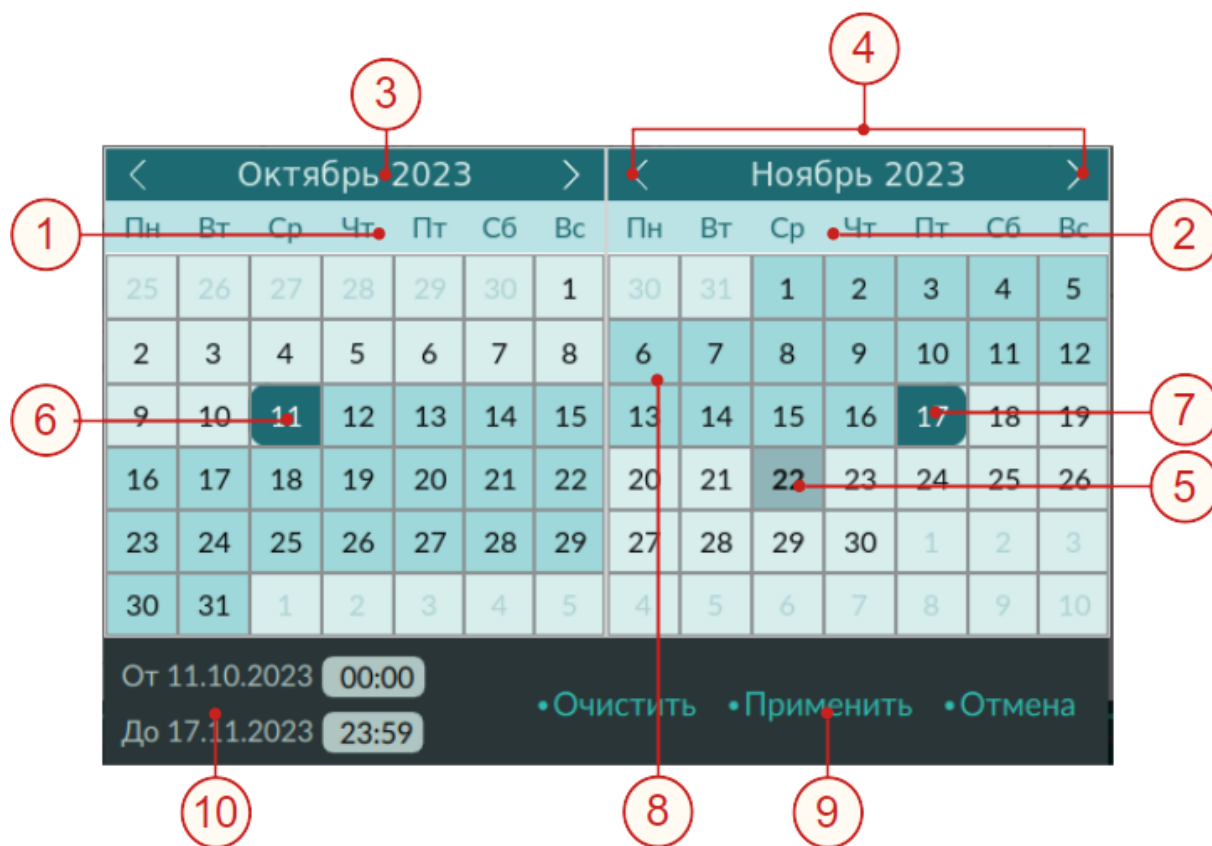 4
3
Октябрь 2023 Ноябрь 2023
1 Пн Вт Ср Чт Пт Сб Вс Пн Вт Ср Чт Пт Сб Вс 2
25 26 27 28 29 30 1 30 31 1 2 3 4 5
2 3 4 5 6 7 8 6 7 8 9 10 11 12
6 9 10 11 12 13 14 15 13 14 15 16 17 18 19 7
16 17 18 19 20 21 22 20 21 22 23 24 25 26 5
23 24 25 26 27 28 29 27 28 29 30 1 2 3
30 31 1 2 3 4 5 4 5 6 7 8 9 10
От 11.10.2023 00:00
•Очистить •Применить •Отмена
До 17.11.2023 23:59
10 8 9